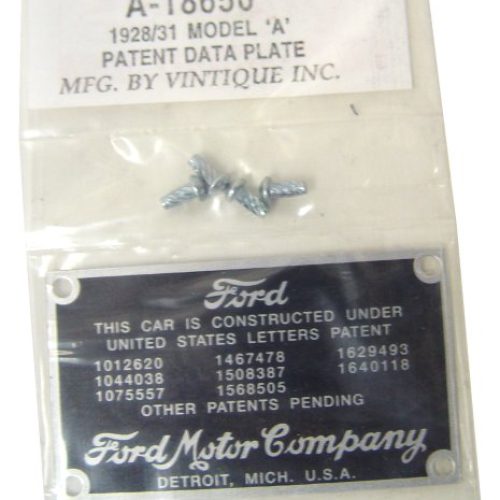 A-18650
1928/31 MODEL 'A'
PATENT DATA PLATE
MFG. BY VINTIQUE INC.
Ford
THIS CAR IS CONSTRUCTED UNDER
UNITED STATES LETTERS PATENT
1012620 1467478 1629493
1044038 1508387 1640118
1075557 1568505
OTHER PATENTS PENDING
Ford Motor Company
DETROIT, MICH. U.S.A.